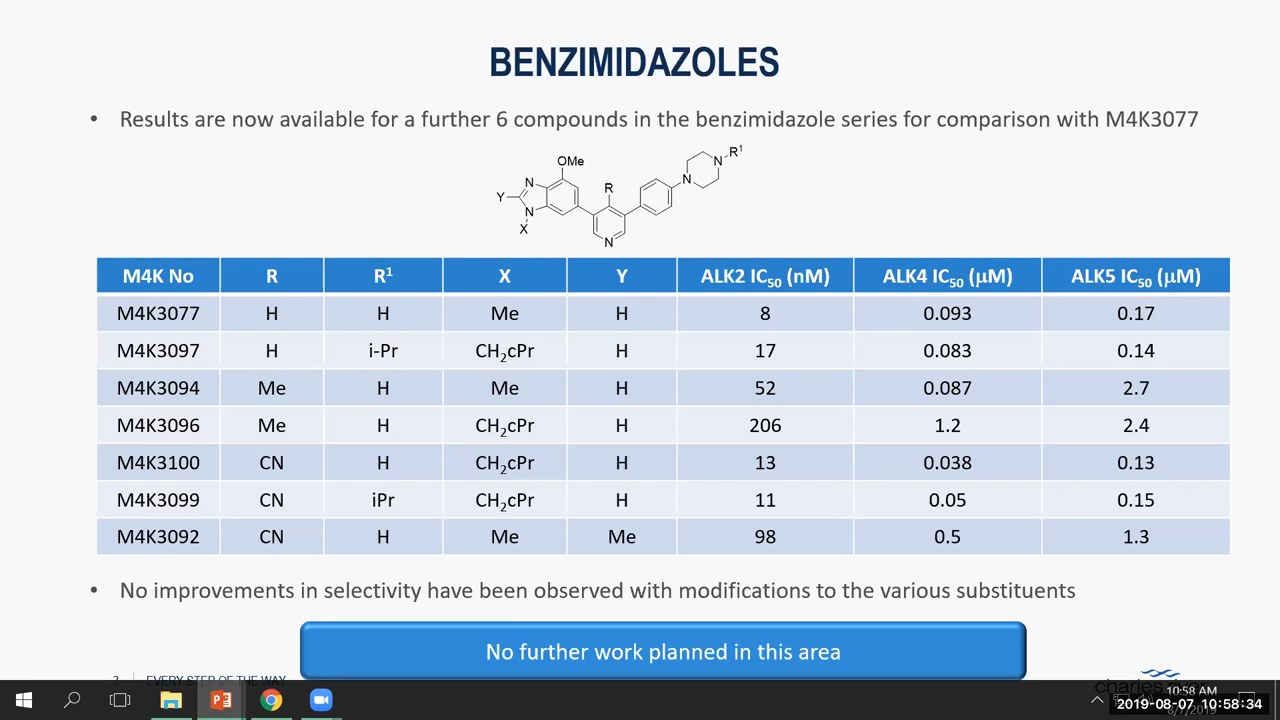 BENZIMIDAZOLES
• Results are now available for a further 6 compounds in the benzimidazole series for comparison with M4K3077
OMe
R¹
N
N
R
N
Y
N
X
N
M4K No R R¹ X Y ALK2 IC₅₀ (nM) ALK4 IC₅₀ (µM) ALK5 IC₅₀ (µM)
M4K3077 H H Me H 8 0.093 0.17
M4K3097 H i-Pr CH₂cPr H 17 0.083 0.14
M4K3094 Me H Me H 52 0.087 2.7
M4K3096 Me H CH₂cPr H 206 1.2 2.4
M4K3100 CN H CH₂cPr H 13 0.038 0.13
M4K3099 CN iPr CH₂cPr H 11 0.05 0.15
M4K3092 CN H Me Me 98 0.5 1.3
• No improvements in selectivity have been observed with modifications to the various substituents
No further work planned in this area
EVERY STEP OF THE WAY
charles river
10:58 AM
2019-08-07 10:58:34